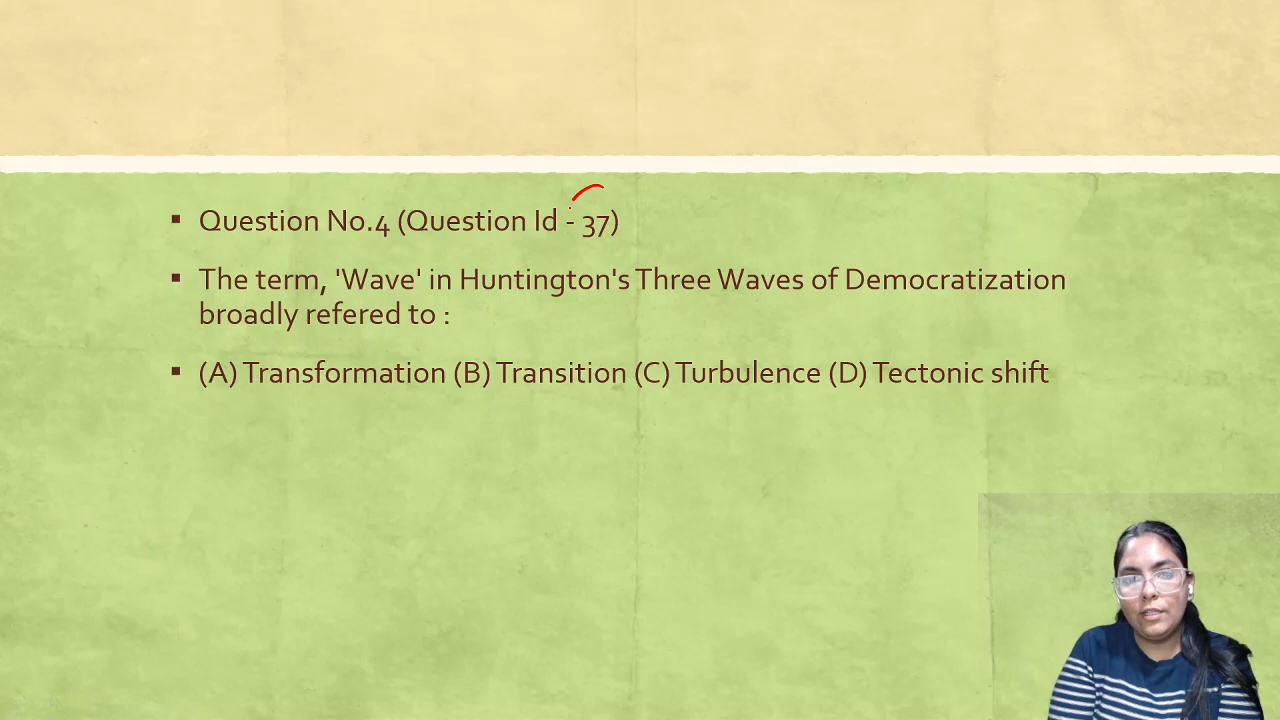 Question No.4 (Question Id - 37)
The term, 'Wave' in Huntington's Three Waves of Democratization
broadly refered to :
(A) Transformation (B) Transition (C) Turbulence (D) Tectonic shift